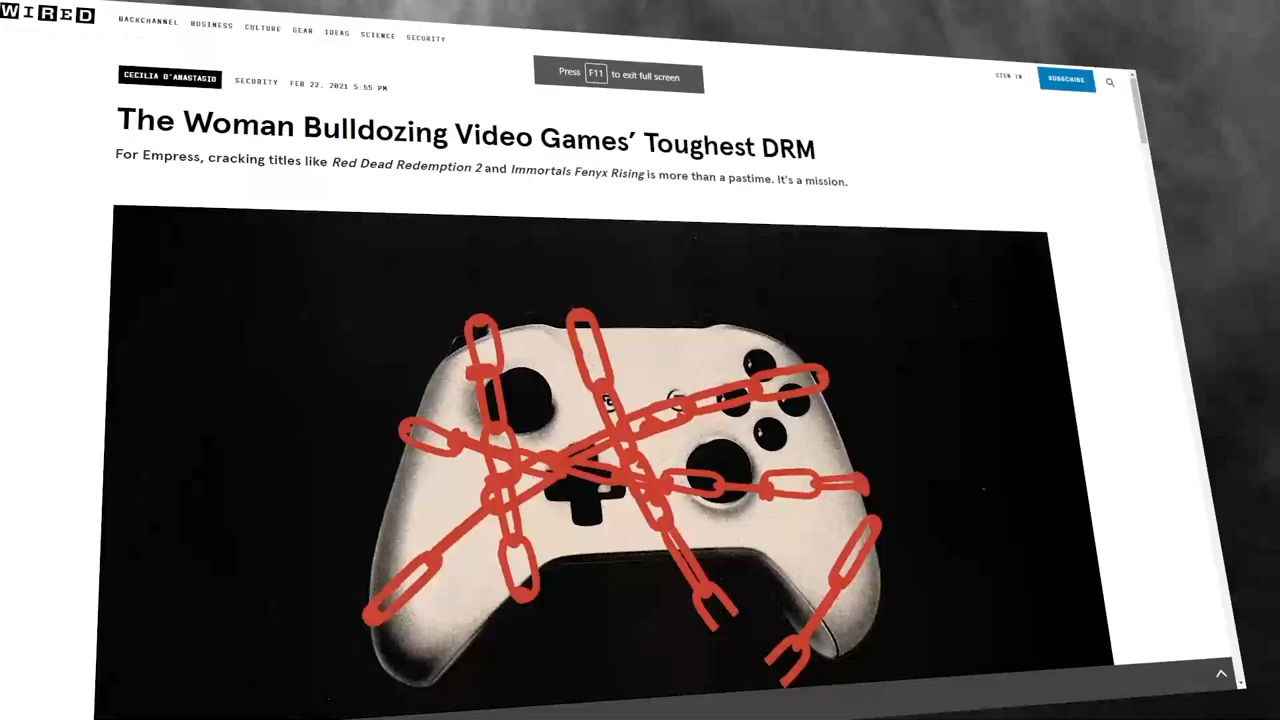 WIRED
BACKCHANNEL BUSINESS CULTURE GEAR IDEAS SCIENCE SECURITY
Press F11 to exit full screen
SIGN IN SUBSCRIBE
CECILIA D'ANASTASIO SECURITY FEB 22, 2021 5:55 PM
The Woman Bulldozing Video Games’ Toughest DRM
For Empress, cracking titles like Red Dead Redemption 2 and Immortals Fenyx Rising is more than a pastime. It's a mission.